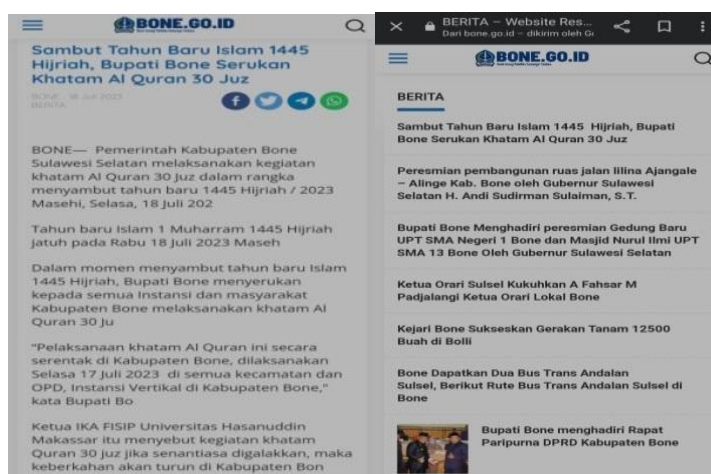 BONE.GO.ID
Sambut Tahun Baru Islam 1445
Hijriah, Bupati Bone Serukan
Khatam Al Quran 30 Juz
BONE - 18 Juli 2023
BERITA
BONE— Pemerintah Kabupaten Bone
Sulawesi Selatan melaksanakan kegiatan
khatam Al Quran 30 Juz dalam rangka
menyambut tahun baru 1445 Hijriah / 2023
Masehi, Selasa, 18 Juli 202
Tahun baru Islam 1 Muharram 1445 Hijriah
jatuh pada Rabu 18 Juli 2023 Maseh
Dalam momen menyambut tahun baru Islam
1445 Hijriah, Bupati Bone menyerukan
kepada semua Instansi dan masyarakat
Kabupaten Bone melaksanakan khatam Al
Quran 30 Ju
"Pelaksanaan khatam Al Quran ini secara
serentak di Kabupaten Bone, dilaksanakan
Selasa 17 Juli 2023 di semua kecamatan dan
OPD, Instansi Vertikal di Kabupaten Bone,"
kata Bupati Bo
Ketua IKA FISIP Universitas Hasanuddin
Makassar itu menyebut kegiatan khatam
Quran 30 juz jika senantiasa digalakkan, maka
keberkahan akan turun di Kabupaten Bon
BERITA – Website Res...
Dari bone.go.id – dikirim oleh Gi
BONE.GO.ID
BERITA
Sambut Tahun Baru Islam 1445 Hijriah, Bupati
Bone Serukan Khatam Al Quran 30 Juz
Peresmian pembangunan ruas jalan lilina Ajangale
– Alinge Kab. Bone oleh Gubernur Sulawesi
Selatan H. Andi Sudirman Sulaiman, S.T.
Bupati Bone Menghadiri peresmian Gedung Baru
UPT SMA Negeri 1 Bone dan Masjid Nurul Ilmi UPT
SMA 13 Bone Oleh Gubernur Sulawesi Selatan
Ketua Orari Sulsel Kukuhkan A Fahsar M
Padjalangi Ketua Orari Lokal Bone
Kejari Bone Sukseskan Gerakan Tanam 12500
Buah di Bolli
Bone Dapatkan Dua Bus Trans Andalan
Sulsel, Berikut Rute Bus Trans Andalan Sulsel di
Bone
Bupati Bone menghadiri Rapat
Paripurna DPRD Kabupaten Bone